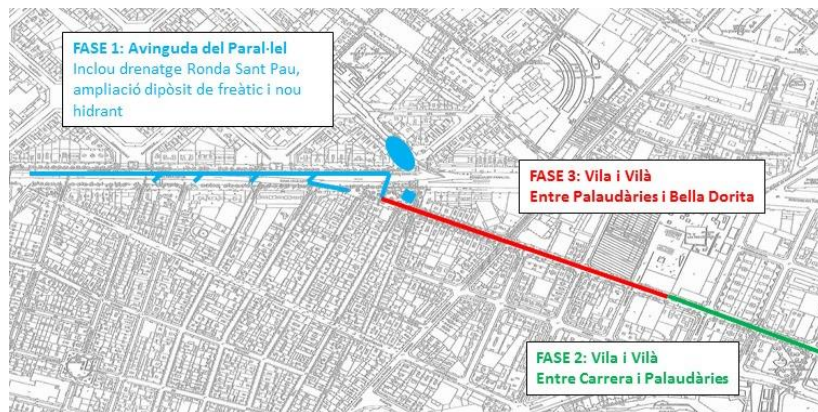 FASE 1: Avinguda del Paral·lel
Inclou drenatge Ronda Sant Pau,
ampliació dipòsit de freàtic i nou
hidrant
FASE 3: Vila i Vilà
Entre Palaudàries i Bella Dorita
FASE 2: Vila i Vilà
Entre Carrera i Palaudàries